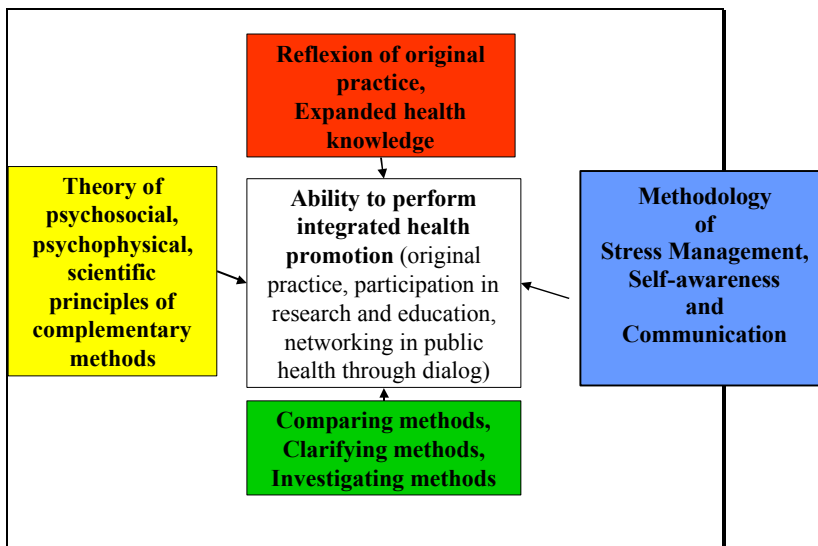 Reflexion of original
practice,
Expanded health
knowledge
Theory of
psychosocial,
psychophysical,
scientific
principles of
complementary
methods
Ability to perform
integrated health
promotion (original
practice, participation in
research and education,
networking in public
health through dialog)
Methodology
of
Stress Management,
Self-awareness
and
Communication
Comparing methods,
Clarifying methods,
Investigating methods